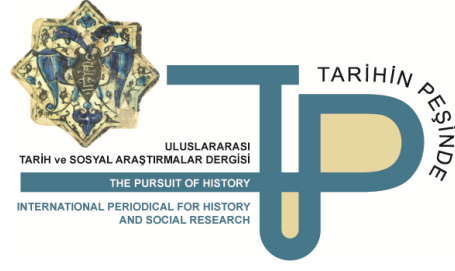 TARİHİN PEŞİNDE
ULUSLARARASI
TARİH ve SOSYAL ARAŞTIRMALAR DERGİSİ
THE PURSUIT OF HISTORY
INTERNATIONAL PERIODICAL FOR HISTORY
AND SOCIAL RESEARCH
TP